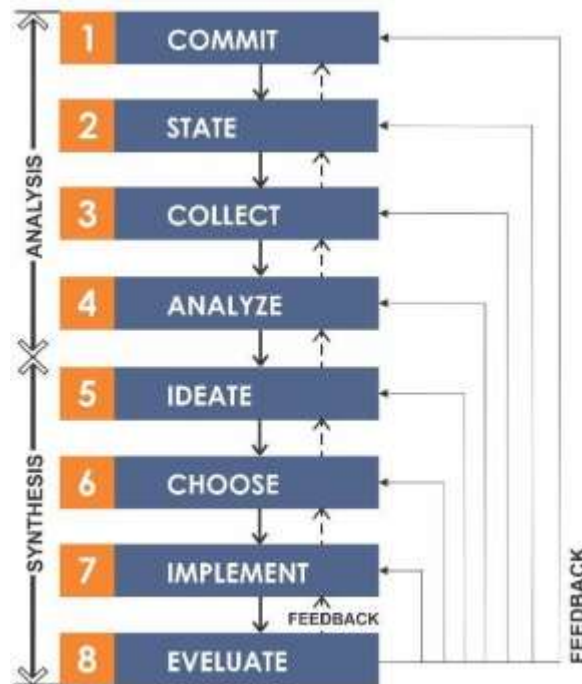 1 COMMIT
2 STATE
3 COLLECT
4 ANALYZE
5 IDEATE
6 CHOOSE
7 IMPLEMENT
FEEDBACK
8 EVELUATE
ANALYSIS
SYNTHESIS
FEEDBACK